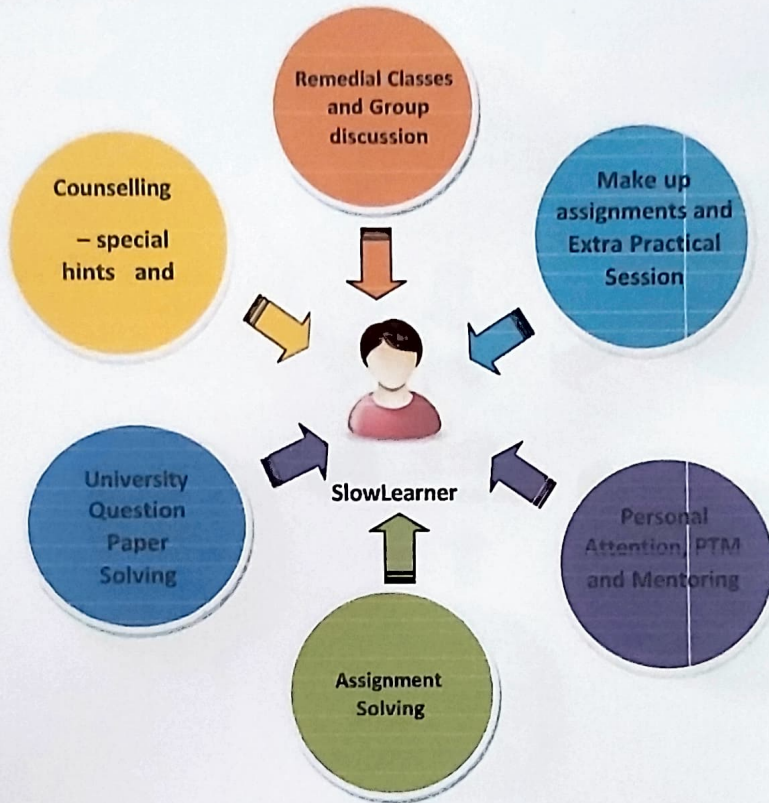 Remedial Classes
and Group
discussion
Counselling
– special
hints and
Make up
assignments and
Extra Practical
Session
University
Question
Paper
Solving
SlowLearner
Personal
Attention, PTM
and Mentoring
Assignment
Solving